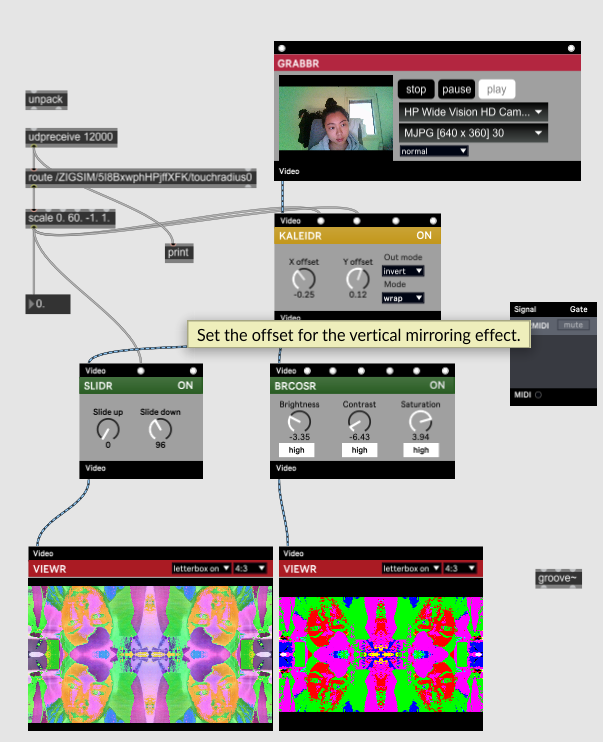 GRABBR
unpack
stop pause play
HP Wide Vision HD Cam...
udpreceive 12000
MJPG [640 x 360] 30
normal
Video
route /ZIGSIM/5I8BxwphHPjffXFK/touchradius0
scale 0. 60. -1. 1.
Video
KALEIDR ON
print
X offset Y offset Out mode
invert
Mode
-0.25 0.12 wrap
0.
Video
Signal Gate
MIDI mute
Set the offset for the vertical mirroring effect.
Video
SLIDR ON
Video
BRCOSR ON
MIDI
Slide up Slide down
0 96
Brightness Contrast Saturation
-3.35 -6.43 3.94
high high high
Video
Video
Video
VIEWR letterbox on 4:3
Video
VIEWR letterbox on 4:3
groove~